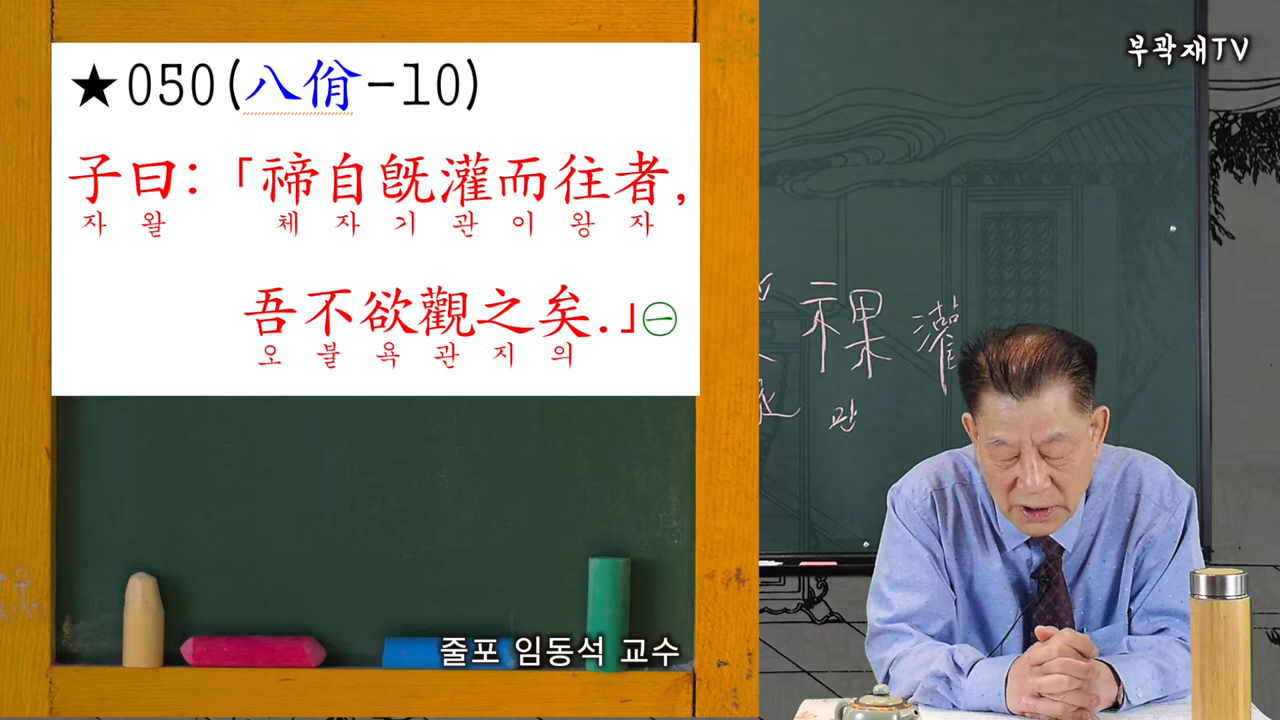 ★050(八佾-10)
子曰:「禘自旣灌而往者,
자 왈 체 자 기 관 이 왕 자
吾不欲觀之矣.」㊀
오 불 욕 관 지 의
줄포 임동석 교수
부곽재TV
祼 灌
관